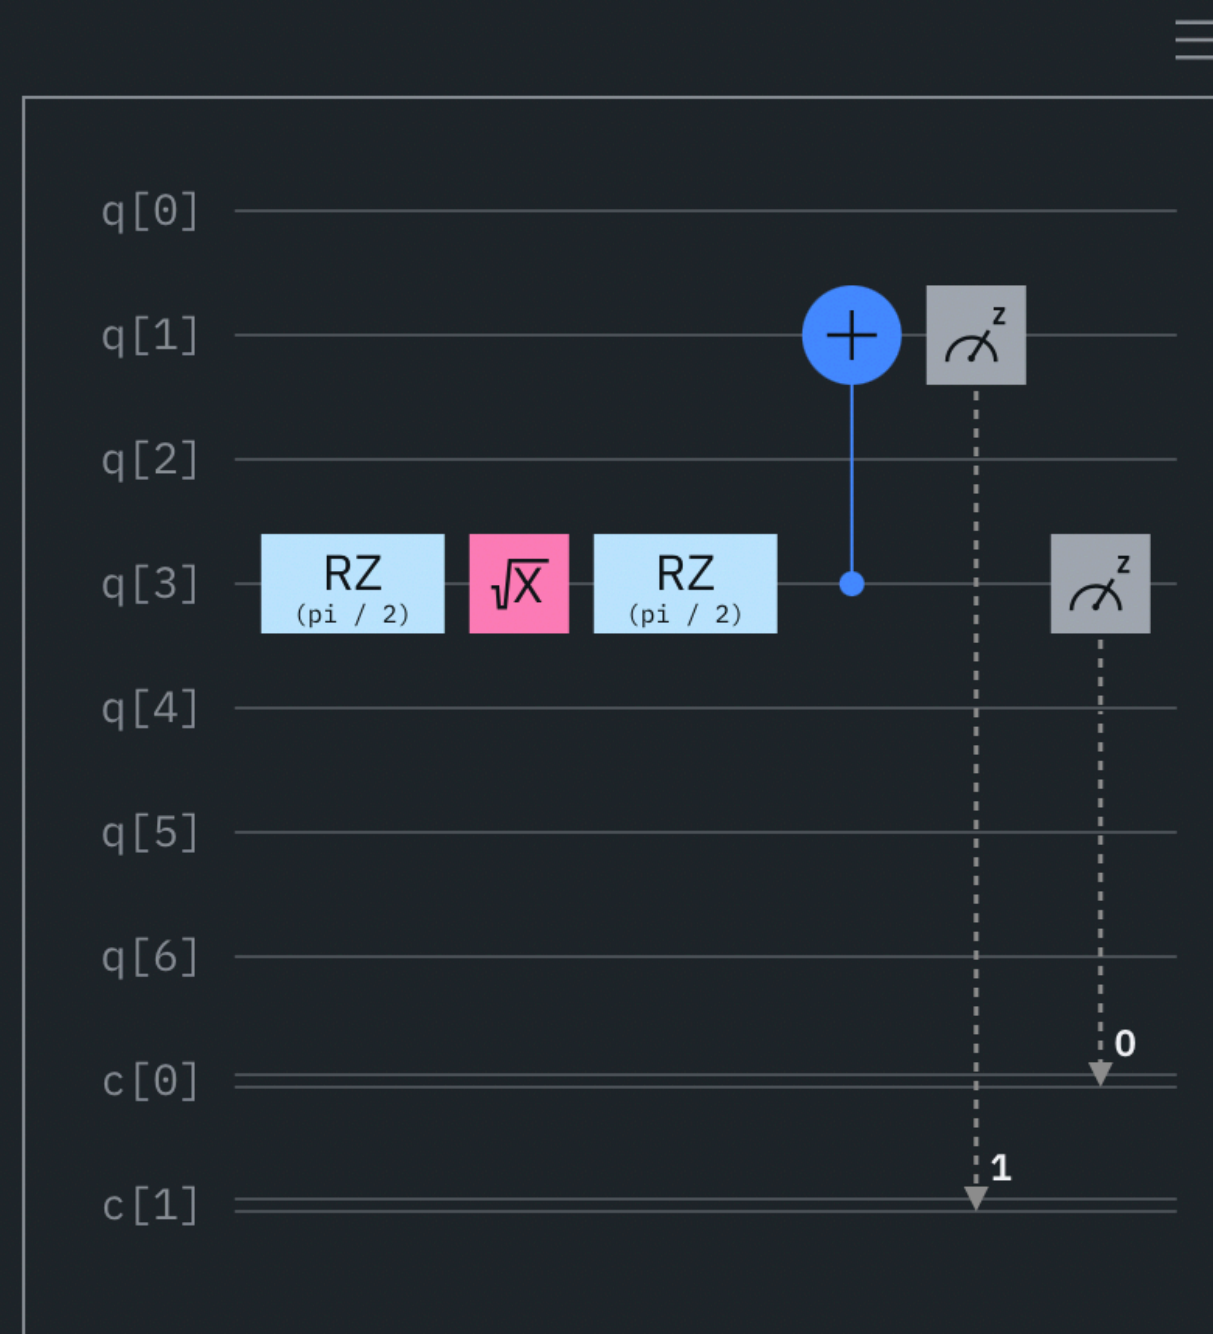 q[0]
q[1]
z
q[2]
q[3]
RZ
(pi / 2)
√X
RZ
(pi / 2)
z
q[4]
q[5]
q[6]
c[0]
0
c[1]
1